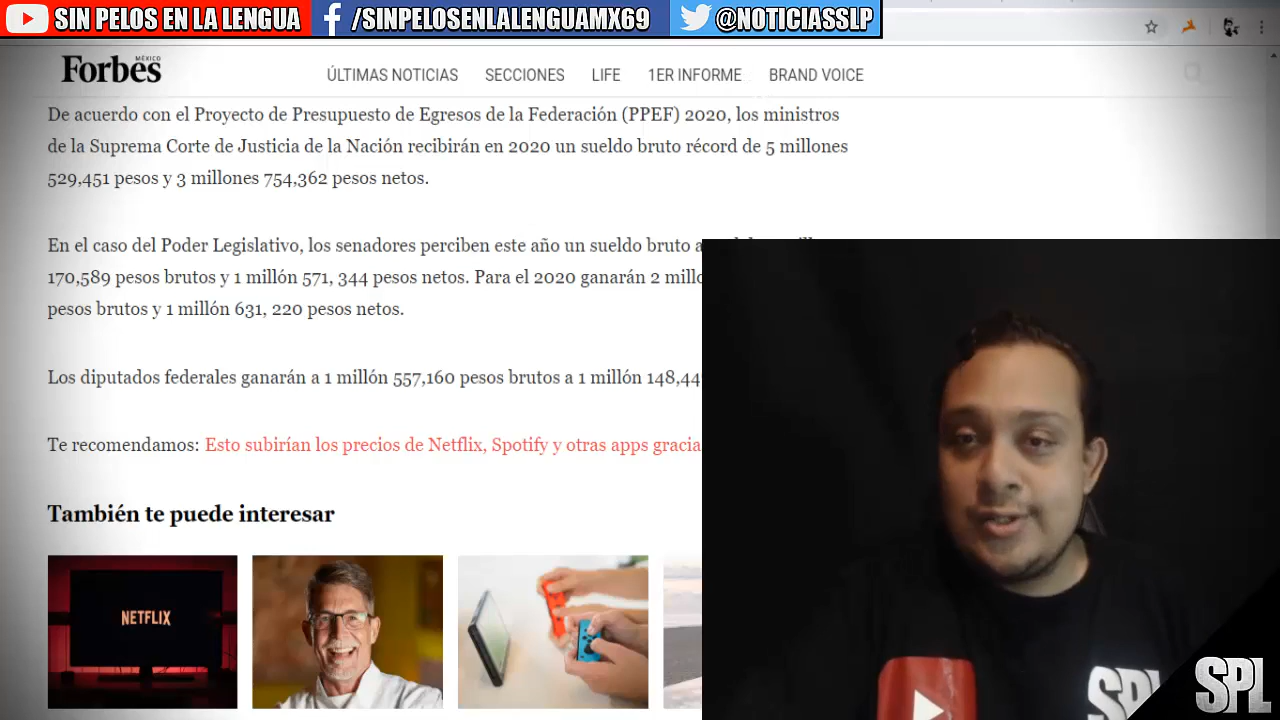 SIN PELOS EN LA LENGUA /SINPELOSENLALENGUAMX69 @NOTICIASSLP
Forbes MÉXICO
ÚLTIMAS NOTICIAS SECCIONES LIFE 1ER INFORME BRAND VOICE
De acuerdo con el Proyecto de Presupuesto de Egresos de la Federación (PPEF) 2020, los ministros
de la Suprema Corte de Justicia de la Nación recibirán en 2020 un sueldo bruto récord de 5 millones
529,451 pesos y 3 millones 754,362 pesos netos.
En el caso del Poder Legislativo, los senadores perciben este año un sueldo bruto
170,589 pesos brutos y 1 millón 571, 344 pesos netos. Para el 2020 ganarán 2
pesos brutos y 1 millón 631, 220 pesos netos.
Los diputados federales ganarán a 1 millón 557,160 pesos brutos a 1 millón
Te recomendamos: Esto subirían los precios de Netflix, Spotify y otras apps
También te puede interesar
NETFLIX
SPL
SPL